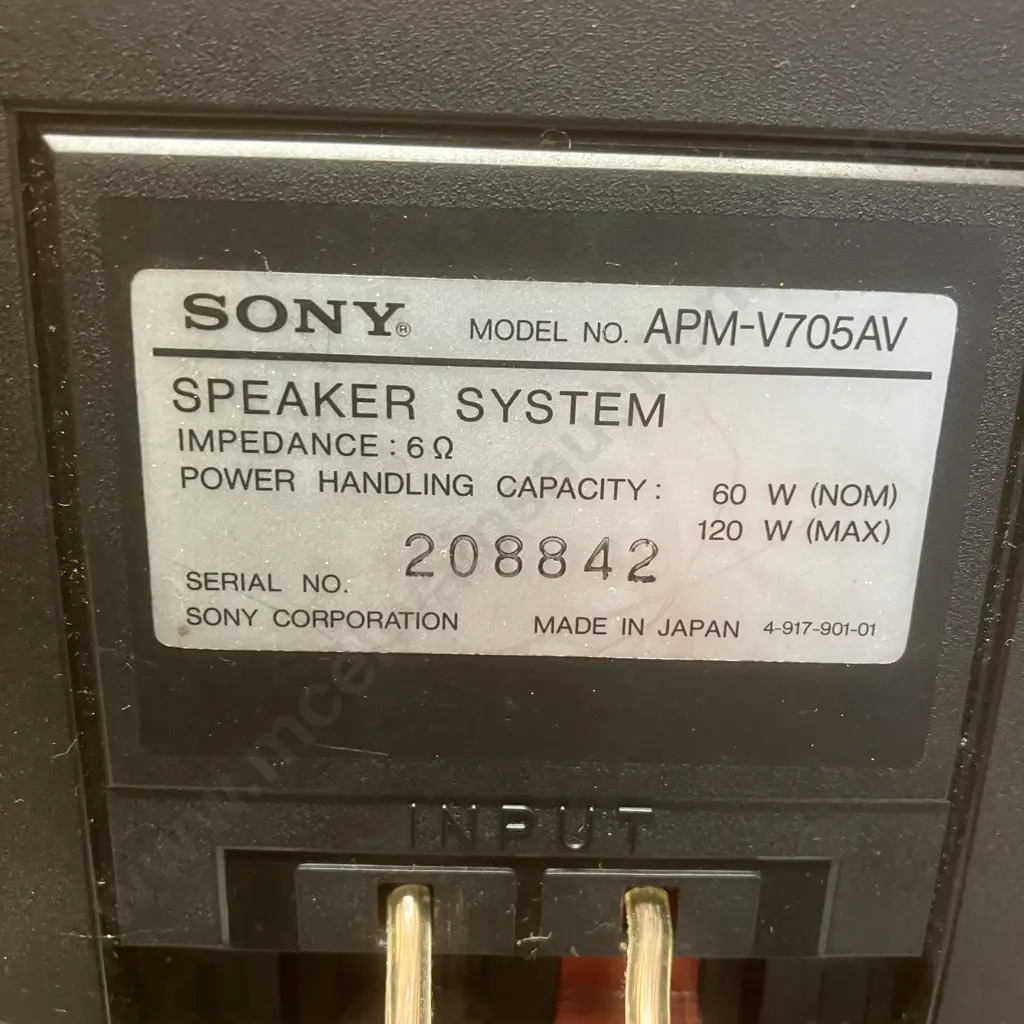 SONY® MODEL NO. APM-V705AV
SPEAKER SYSTEM
IMPEDANCE : 6 Ω
POWER HANDLING CAPACITY : 60 W (NOM)
120 W (MAX)
SERIAL NO. 208842
SONY CORPORATION MADE IN JAPAN 4-917-901-01
INPUT